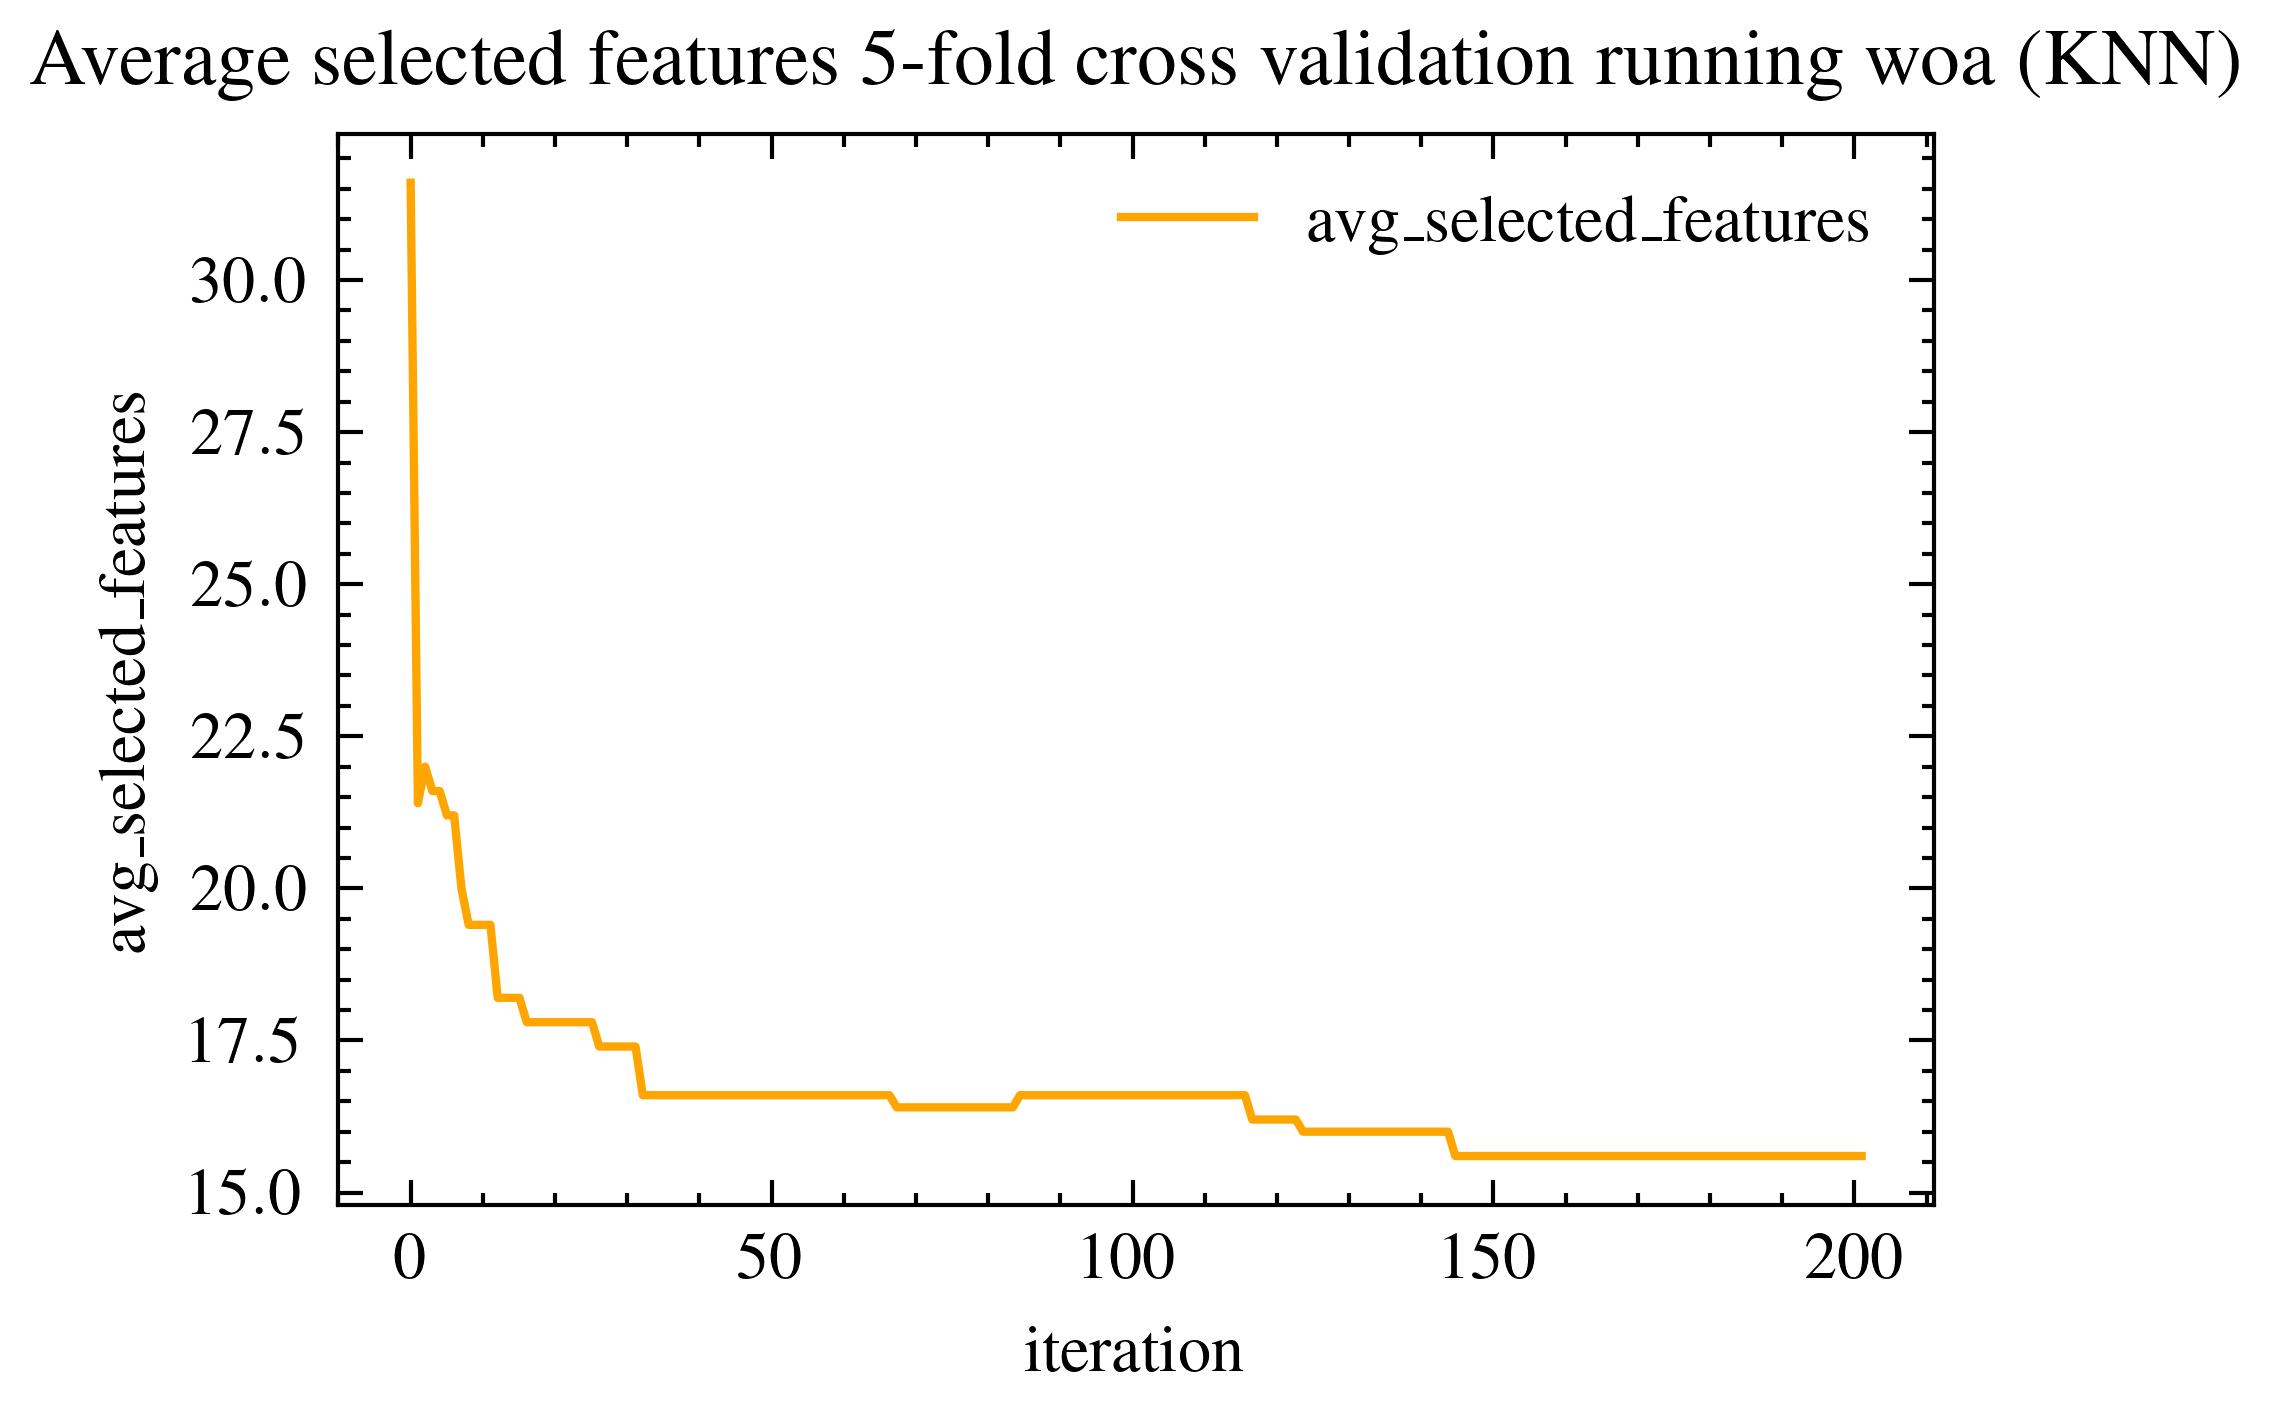 Average selected features 5-fold cross validation running woa (KNN)
avg_selected_features
30.0
27.5
25.0
22.5
20.0
17.5
15.0
avg_selected_features
0 50 100 150 200
iteration